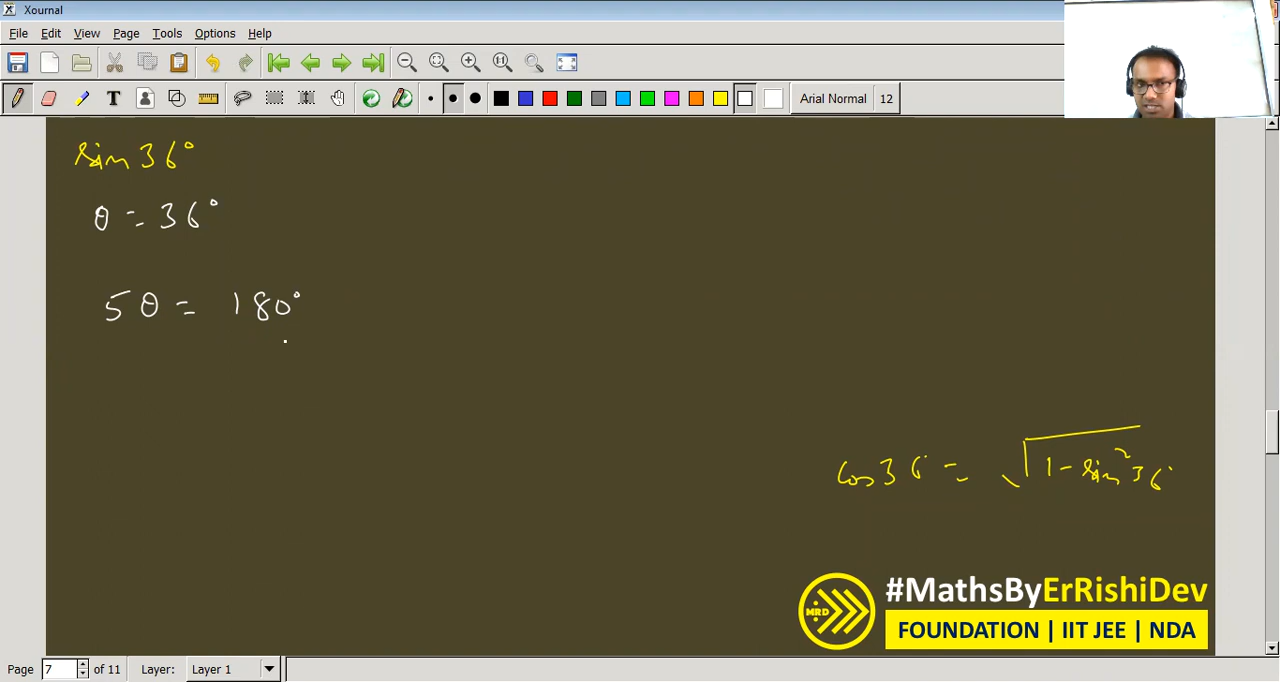 Xournal
File Edit View Page Tools Options Help
Arial Normal 12
sin 36°
θ = 36°
5θ = 180°
cos 36° = √(1 - sin² 36°)
MRD
#MathsByErRishiDev
FOUNDATION | IIT JEE | NDA
Page 7 of 11 Layer: Layer 1